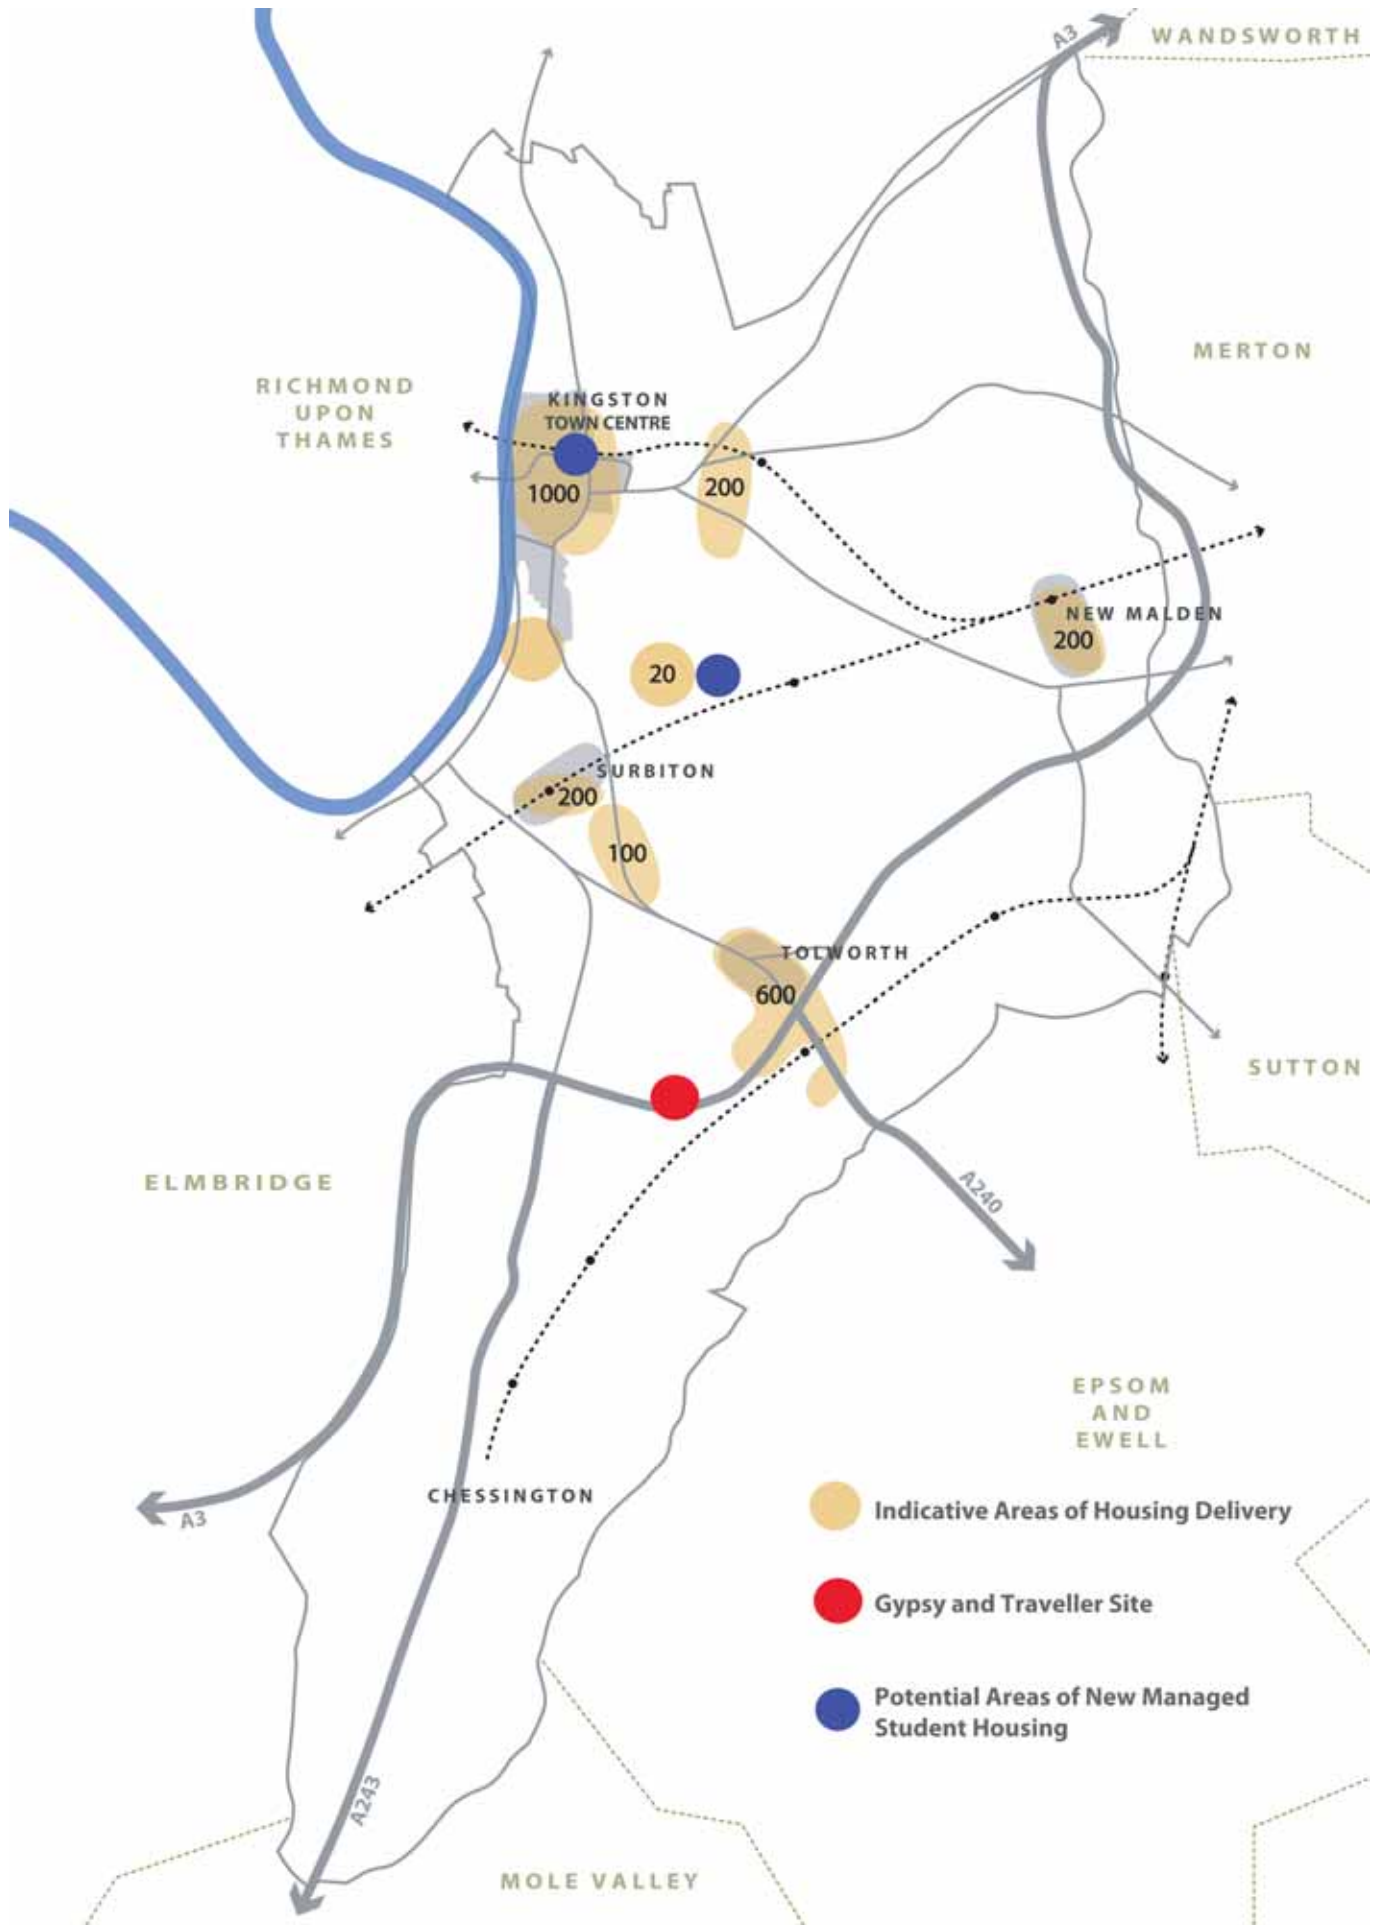 A3
WANDSWORTH
MERTON
RICHMOND
UPON
THAMES
KINGSTON
TOWN CENTRE
1000
200
NEW MALDEN
200
20
SURBITON
200
100
TOLWORTH
600
SUTTON
ELMBRIDGE
A240
EPSOM
AND
EWELL
CHESSINGTON
A3
Indicative Areas of Housing Delivery
Gypsy and Traveller Site
Potential Areas of New Managed
Student Housing
A243
MOLE VALLEY